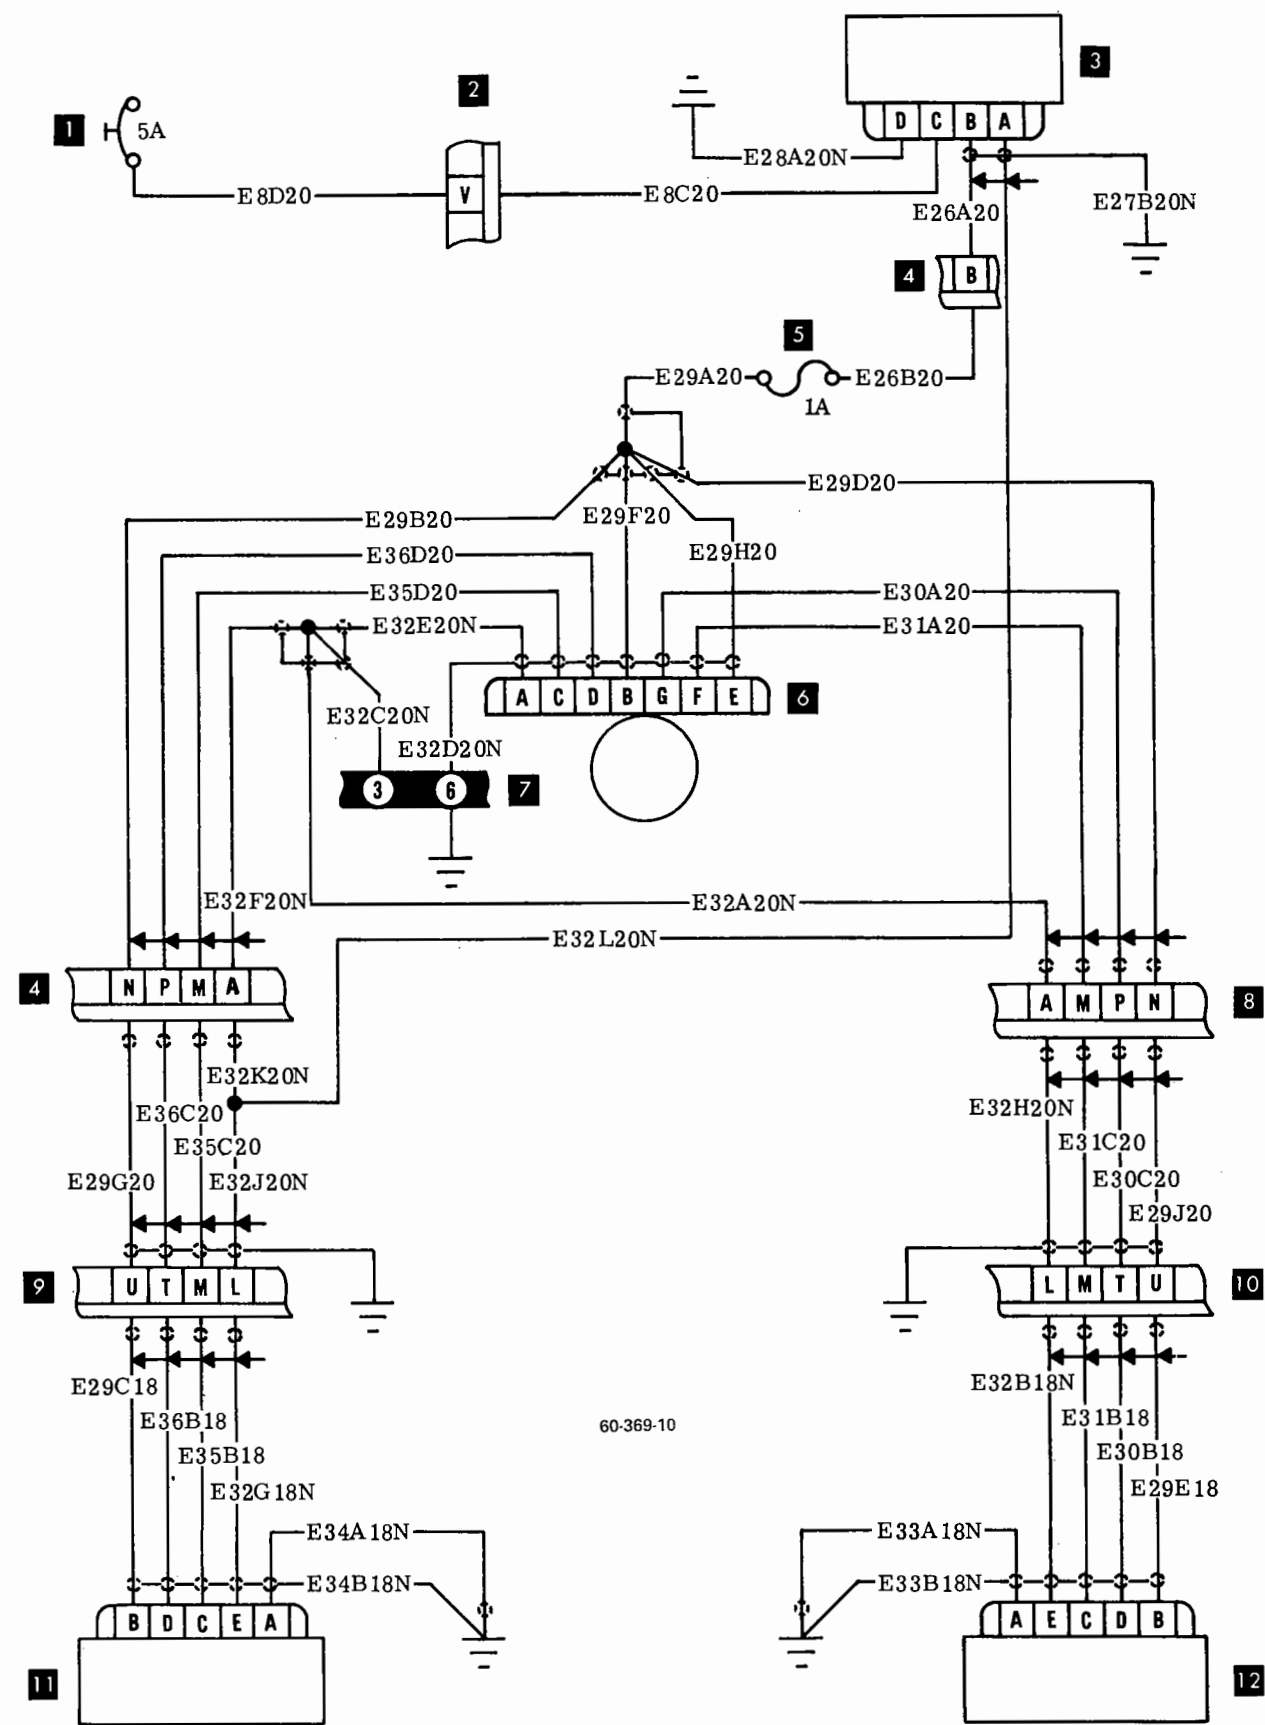 3
2
1
5A
D C B A
E28A20N
E8D20
V
E8C20
E26A20
E27B20N
4
B
5
E29A20
E26B20
1A
E29D20
E29B20
E29F20
E36D20
E29H20
E35D20
E30A20
E32E20N
E31A20
A C D B G F E
6
E32C20N
E32D20N
3
6
7
E32F20N
E32A20N
E32L20N
4
N P M A
A M P N
8
E32K20N
E36C20
E32H20N
E35C20
E31C20
E29G20
E32J20N
E30C20
E29J20
9
U T M L
L M T U
10
E29C18
E32B18N
E36B18
60-369-10
E31B18
E35B18
E30B18
E32G18N
E29E18
E34A18N
E33A18N
E34B18N
E33B18N
B D C E A
A E C D B
11
12